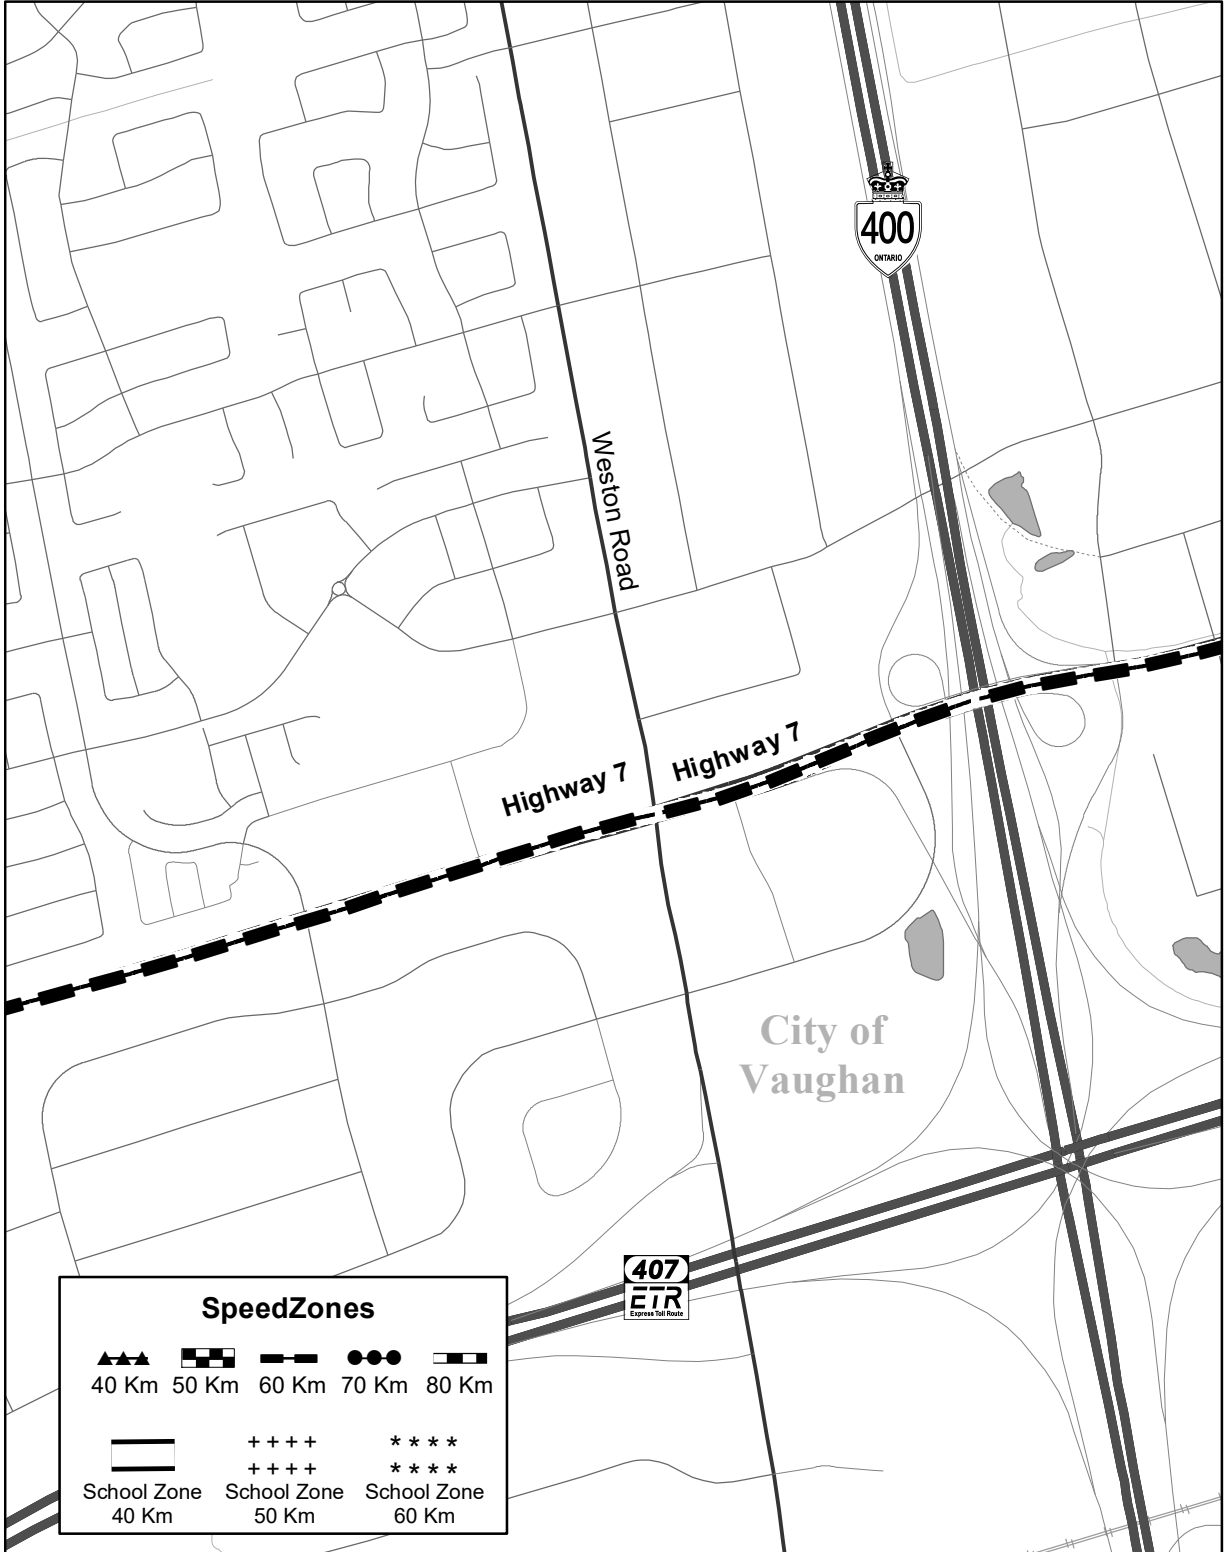 400
ONTARIO
Weston Road
Highway 7
Highway 7
City of
Vaughan
407
ETR
Express Toll Route
SpeedZones
40 Km 50 Km 60 Km 70 Km 80 Km
School Zone School Zone School Zone
40 Km 50 Km 60 Km